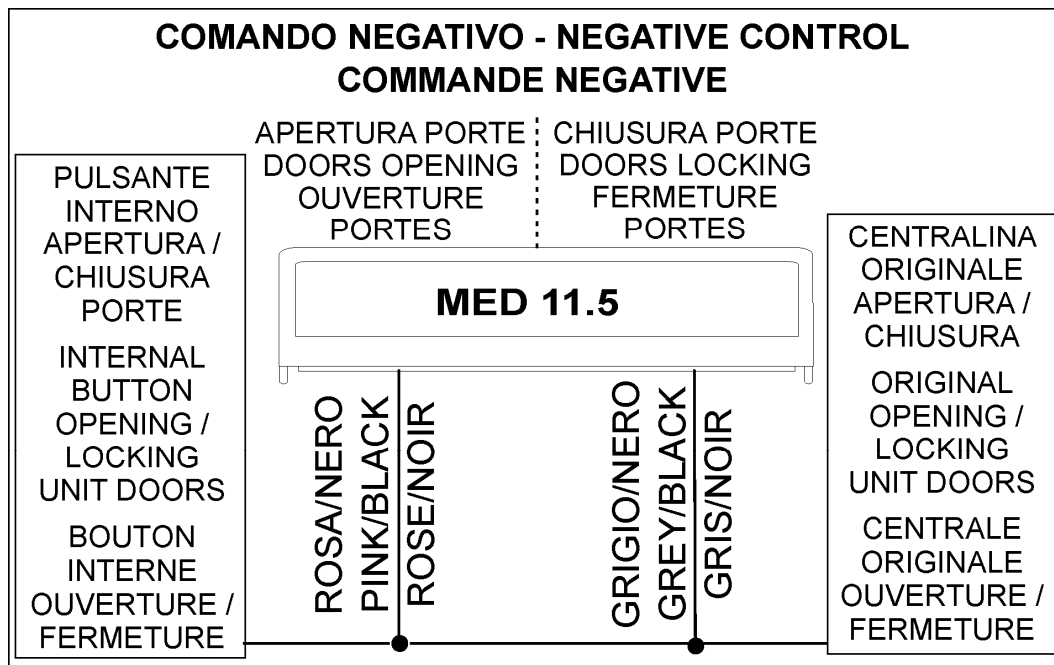 COMANDO NEGATIVO - NEGATIVE CONTROL
COMMANDE NEGATIVE
APERTURA PORTE
DOORS OPENING
OUVERTURE
PORTES
CHIUSURA PORTE
DOORS LOCKING
FERMETURE
PORTES
PULSANTE
INTERNO
APERTURA /
CHIUSURA
PORTE
INTERNAL
BUTTON
OPENING /
LOCKING
UNIT DOORS
BOUTON
INTERNE
OUVERTURE /
FERMETURE
MED 11.5
ROSA/NERO
PINK/BLACK
ROSE/NOIR
GRIGIO/NERO
GREY/BLACK
GRIS/NOIR
CENTRALINA
ORIGINALE
APERTURA /
CHIUSURA
ORIGINAL
OPENING /
LOCKING
UNIT DOORS
CENTRALE
ORIGINALE
OUVERTURE /
FERMETURE